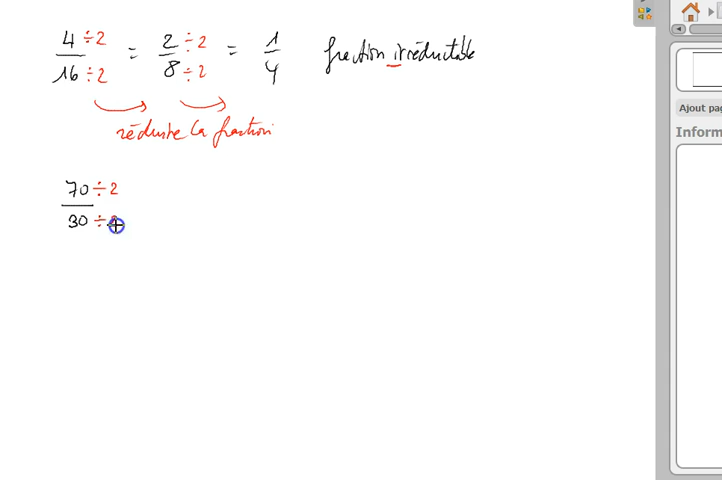 4 ÷2 = 2 ÷2 = 1 fraction irréductable
16 ÷2 8 ÷2 4
réduire la fraction
70 ÷2
30 ÷
Ajout pag
Inform